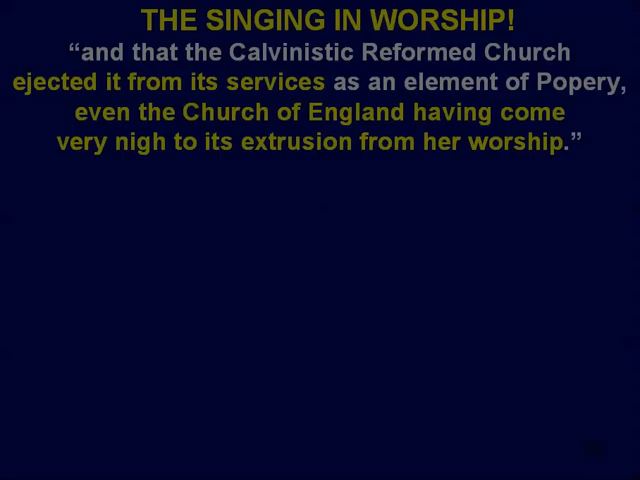 THE SINGING IN WORSHIP!
“and that the Calvinistic Reformed Church
ejected it from its services as an element of Popery,
even the Church of England having come
very nigh to its extrusion from her worship.”